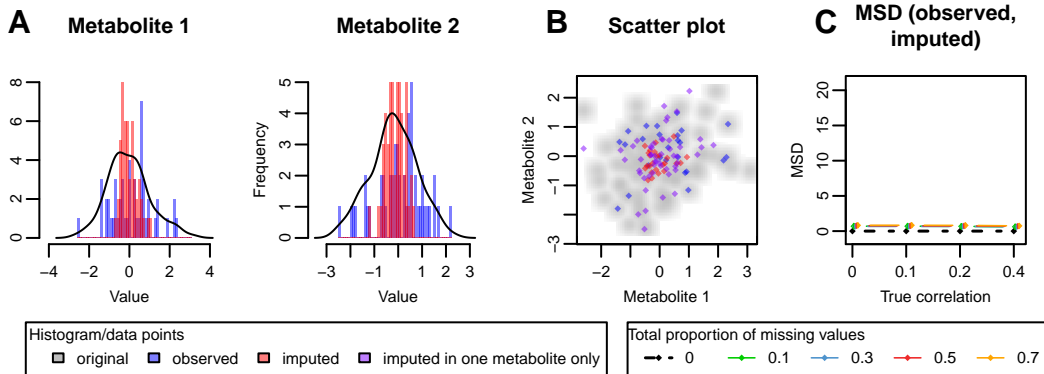 A
Metabolite 1
Metabolite 2
B
Scatter plot
C
MSD (observed,
imputed)
8
6
4
2
0
−4
−2
0
2
4
Value
Frequency
5
4
3
2
1
0
−3
−1
0
1
2
3
Value
Metabolite 2
2
1
0
−1
−3
−2
0
1
2
3
Metabolite 1
MSD
20
15
10
5
0
0
0.1
0.2
0.4
True correlation
Histogram/data points
original observed imputed imputed in one metabolite only
Total proportion of missing values
0 0.1 0.3 0.5 0.7